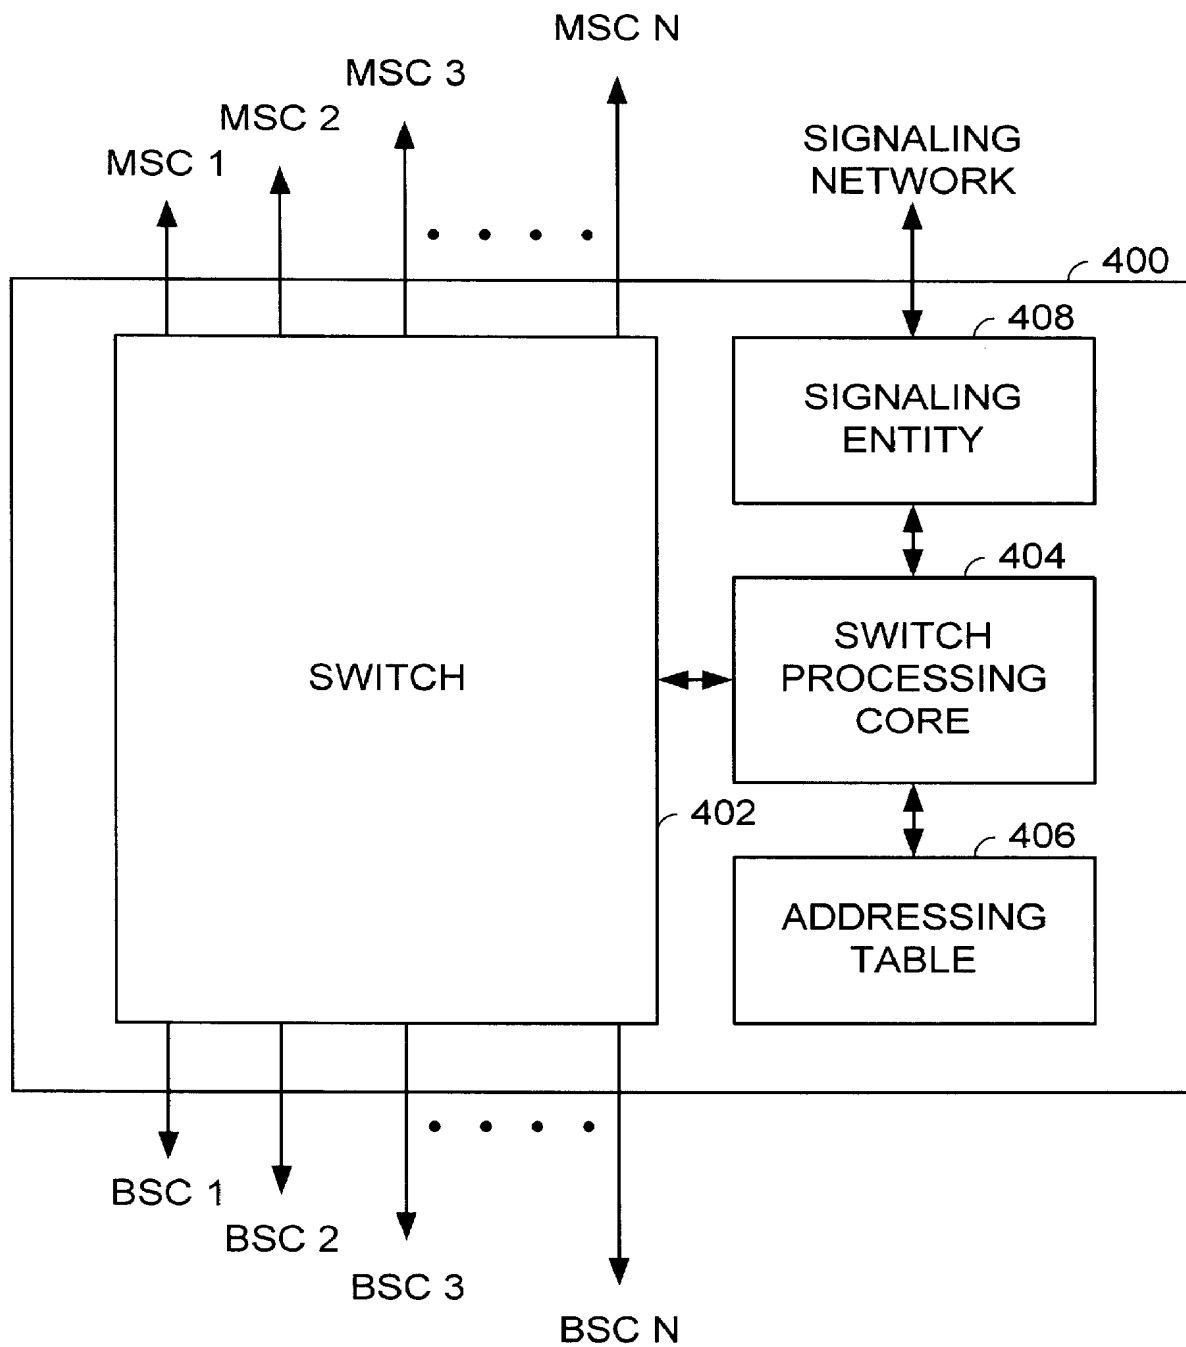 MSC N
MSC 3
MSC 2
MSC 1
SIGNALING
NETWORK
400
408
SIGNALING
ENTITY
404
SWITCH
PROCESSING
CORE
SWITCH
402
406
ADDRESSING
TABLE
BSC 1
BSC 2
BSC 3
BSC N